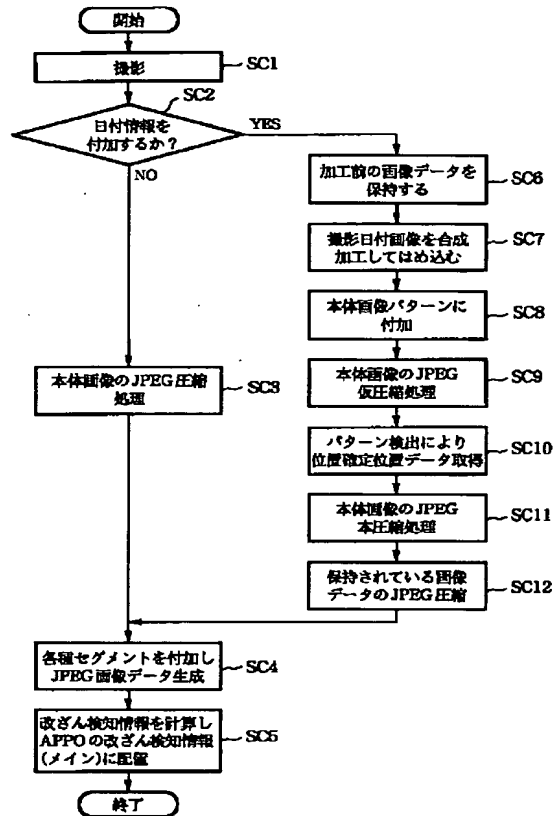 開始
撮影
SC1
SC2
日付情報を
付加するか?
YES
NO
加工前の画像データを
保持する
SC6
撮影日付画像を合成
加工してはめ込む
SC7
本体画像パターンに
付加
SC8
本体画像のJPEG圧縮
処理
SC3
本体画像のJPEG
仮圧縮処理
SC9
パターン検出により
位置確定位置データ取得
SC10
本体画像のJPEG
本圧縮処理
SC11
保持されている画像
データのJPEG圧縮
SC12
各種セグメントを付加し
JPEG画像データ生成
SC4
改ざん検知情報を計算し
APP0の改ざん検知情報
(メイン)に配置
SC5
終了